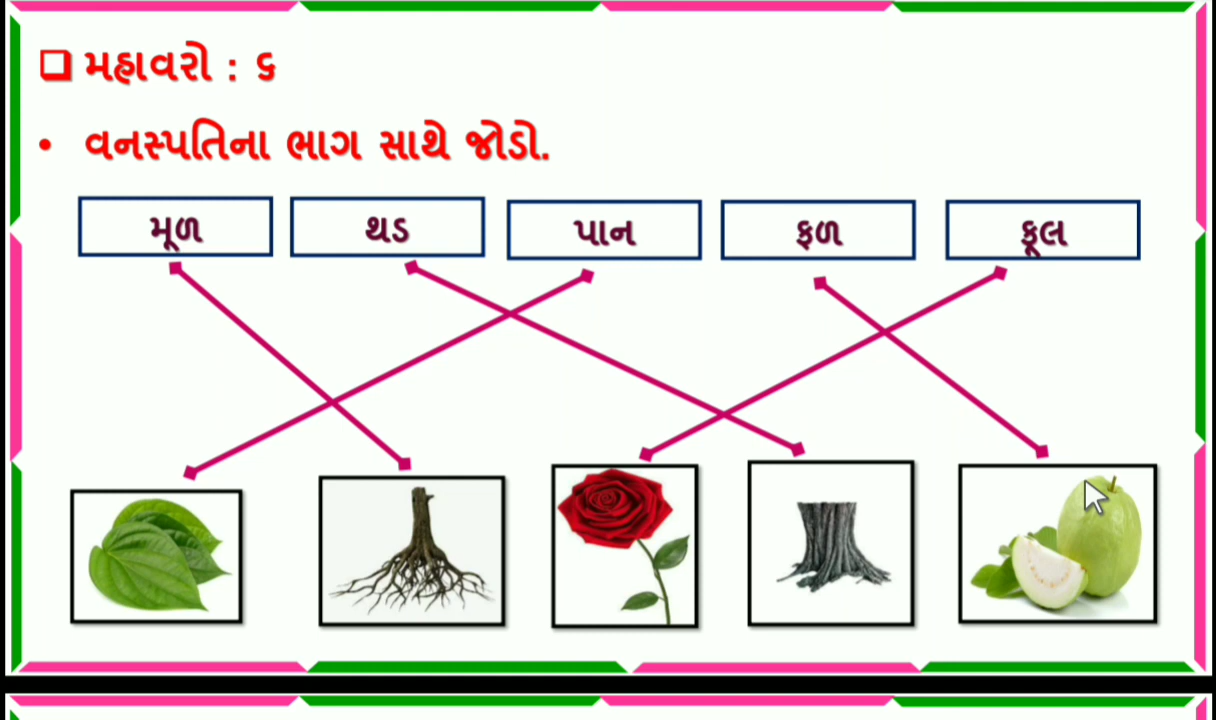 ❑ મહાવરો : ૬
• વનસ્પતિના ભાગ સાથે જોડો.
મૂળ થડ પાન ફળ ફૂલ